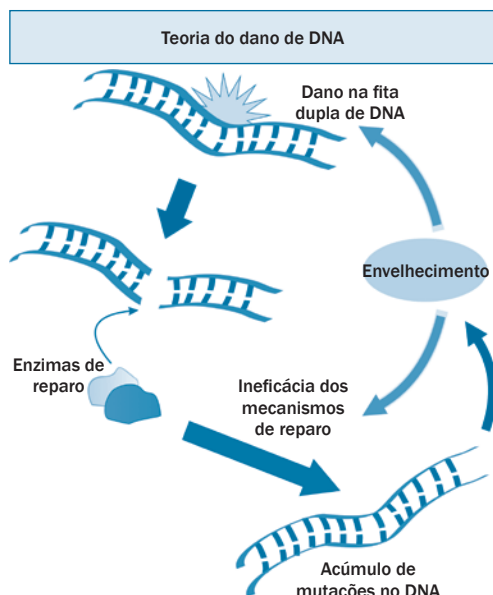 Teoria do dano de DNA
Dano na fita
dupla de DNA
Envelhecimento
Enzimas de
reparo
Ineficácia dos
mecanismos
de reparo
Acúmulo de
mutações no DNA